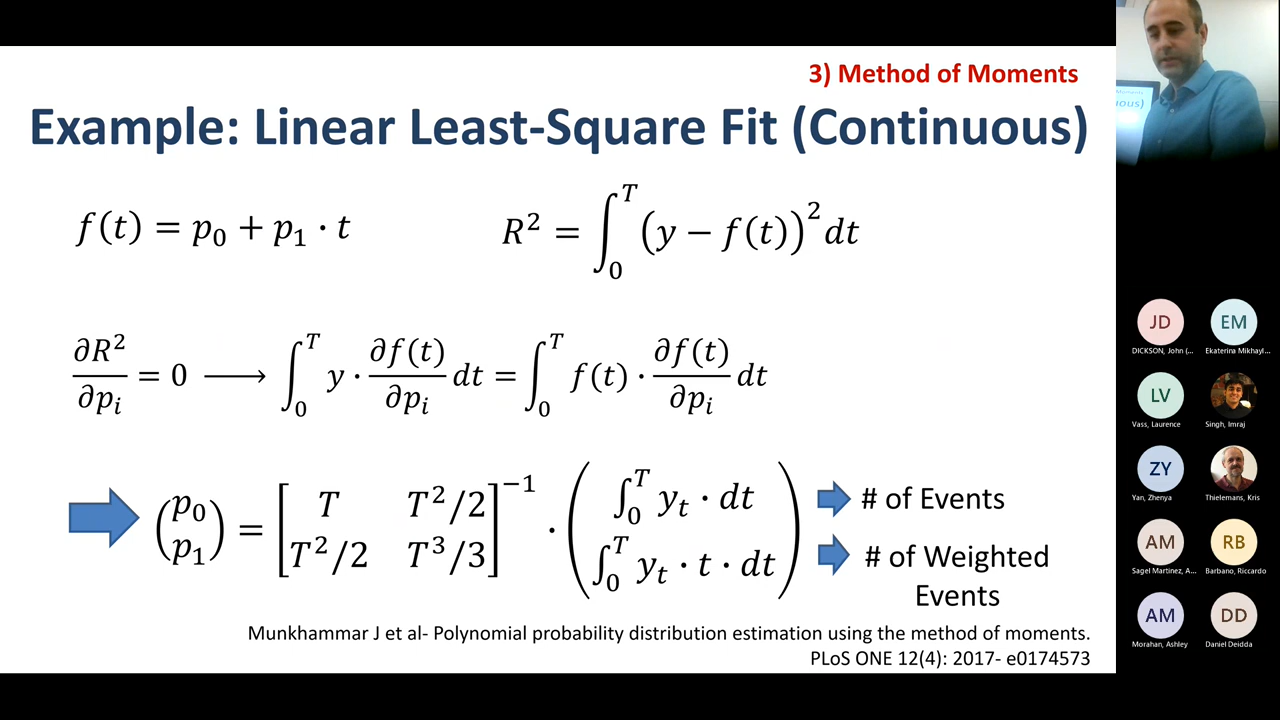 3) Method of Moments
Example: Linear Least-Square Fit (Continuous)
f(t) = p₀ + p₁ · t
R² = ∫₀ᵀ (y − f(t))² dt
∂R²/∂pᵢ = 0 ⟶ ∫₀ᵀ y · ∂f(t)/∂pᵢ dt = ∫₀ᵀ f(t) · ∂f(t)/∂pᵢ dt
(p₀ p₁) = [T T²/2 T²/2 T³/3]⁻¹ · (∫₀ᵀ yₜ · dt ∫₀ᵀ yₜ · t · dt)
# of Events
# of Weighted
Events
Munkhammar J et al- Polynomial probability distribution estimation using the method of moments.
PLoS ONE 12(4): 2017- e0174573
JD
DICKSON, John (...
EM
Ekaterina Mikhayl...
LV
Vass, Laurence
Singh, Imraj
ZY
Yan, Zhenya
Thielemans, Kris
AM
Sagel Martinez, A...
RB
Barbano, Riccardo
AM
Morahan, Ashley
DD
Daniel Deidda